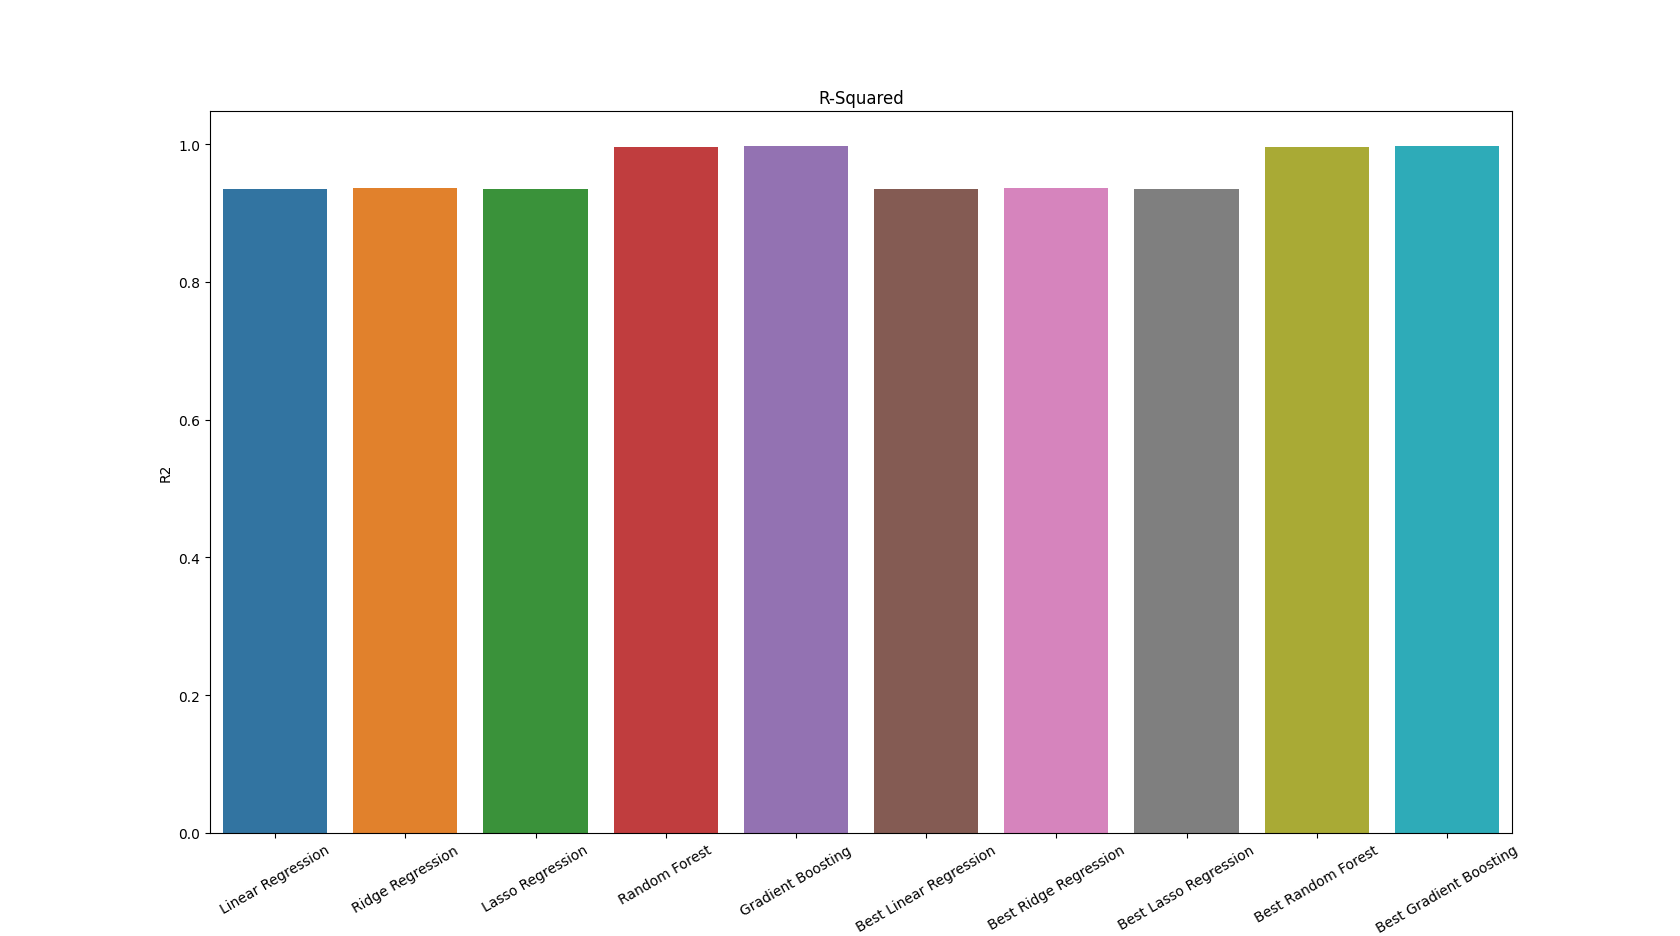 R-Squared
1.0
0.8
0.6
0.4
0.2
0.0
R2
Linear Regression
Ridge Regression
Lasso Regression
Random Forest
Gradient Boosting
Best Linear Regression
Best Ridge Regression
Best Lasso Regression
Best Random Forest
Best Gradient Boosting